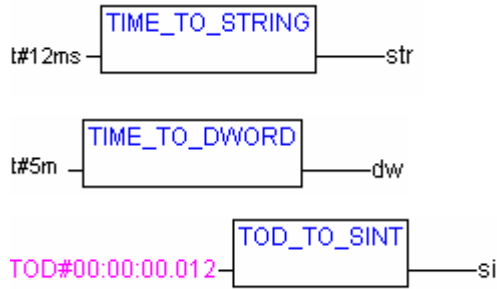 TIME_TO_STRING
t#12ms str
TIME_TO_DWORD
t#5m dw
TOD_TO_SINT
TOD#00:00:00.012 si